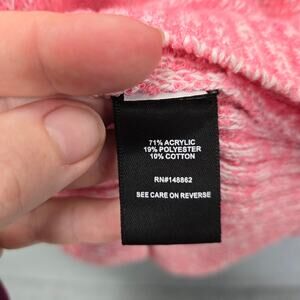 71% ACRYLIC
19% POLYESTER
10% COTTON
RN#148862
SEE CARE ON REVERSE